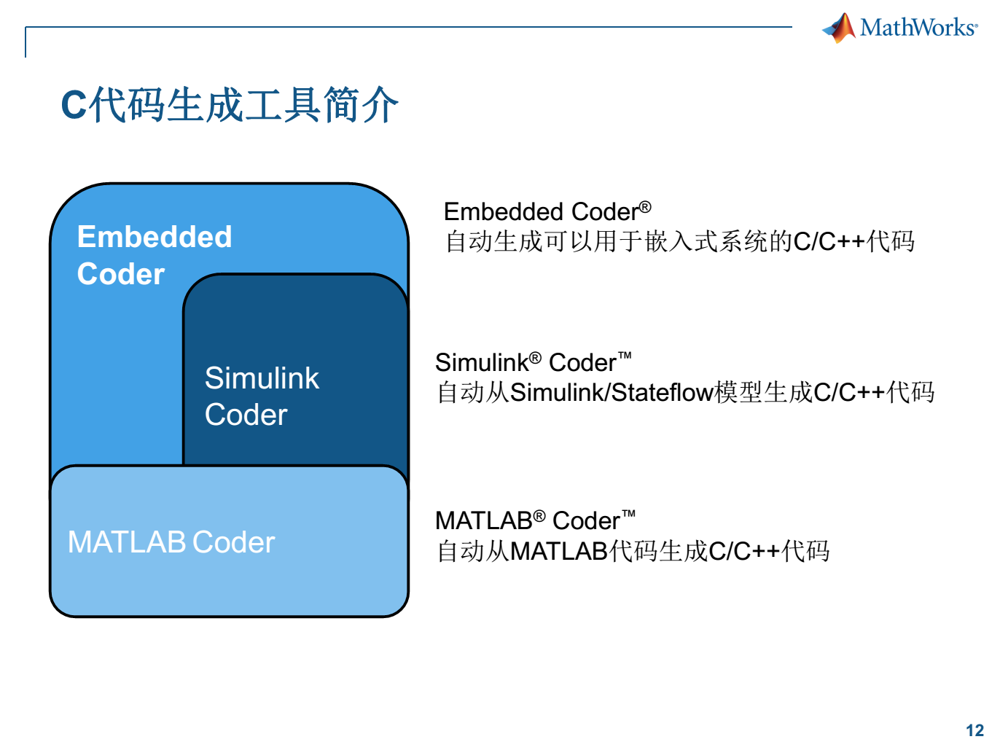 MathWorks®
C代码生成工具简介
Embedded
Coder
Simulink
Coder
MATLAB Coder
Embedded Coder®
自动生成可以用于嵌入式系统的C/C++代码
Simulink® Coder™
自动从Simulink/Stateflow模型生成C/C++代码
MATLAB® Coder™
自动从MATLAB代码生成C/C++代码
12